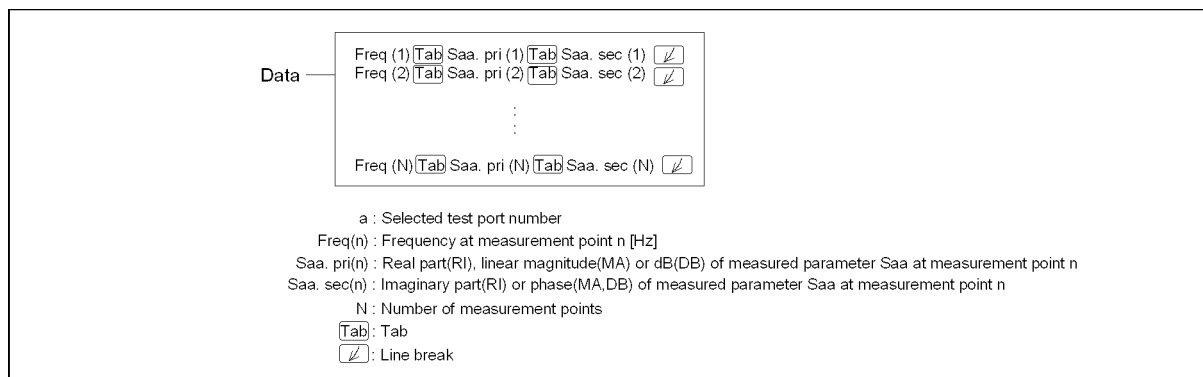 Data
Freq (1) Tab Saa. pri (1) Tab Saa. sec (1)
Freq (2) Tab Saa. pri (2) Tab Saa. sec (2)
Freq (N) Tab Saa. pri (N) Tab Saa. sec (N)
a : Selected test port number
Freq(n) : Frequency at measurement point n [Hz]
Saa. pri(n) : Real part(RI), linear magnitude(MA) or dB(DB) of measured parameter Saa at measurement point n
Saa. sec(n) : Imaginary part(RI) or phase(MA,DB) of measured parameter Saa at measurement point n
N : Number of measurement points
Tab : Tab
: Line break